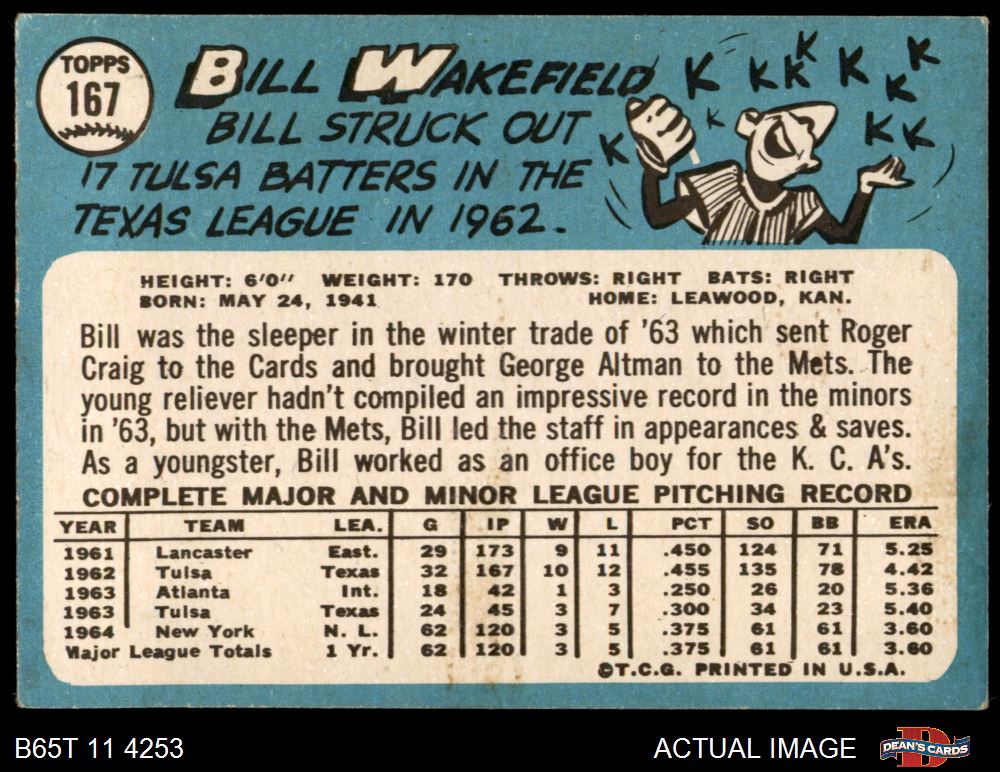 TOPPS
167
BILL WAKEFIELD
BILL STRUCK OUT
17 TULSA BATTERS IN THE
TEXAS LEAGUE IN 1962.
K K K K K K K K K K K
HEIGHT: 6'0" WEIGHT: 170 THROWS: RIGHT BATS: RIGHT
BORN: MAY 24, 1941 HOME: LEAWOOD, KAN.
Bill was the sleeper in the winter trade of '63 which sent Roger
Craig to the Cards and brought George Altman to the Mets. The
young reliever hadn't compiled an impressive record in the minors
in '63, but with the Mets, Bill led the staff in appearances & saves.
As a youngster, Bill worked as an office boy for the K. C. A's.
COMPLETE MAJOR AND MINOR LEAGUE PITCHING RECORD
YEAR TEAM LEA. G IP W L PCT SO BB ERA
1961 Lancaster East. 29 173 9 11 .450 124 71 5.25
1962 Tulsa Texas 32 167 10 12 .455 135 78 4.42
1963 Atlanta Int. 18 42 1 3 .250 26 20 5.36
1963 Tulsa Texas 24 45 3 7 .300 34 23 5.40
1964 New York N. L. 62 120 3 5 .375 61 61 3.60
Major League Totals 1 Yr. 62 120 3 5 .375 61 61 3.60
©T.C.G. PRINTED IN U.S.A.
B65T 11 4253 ACTUAL IMAGE DEAN'S CARDS